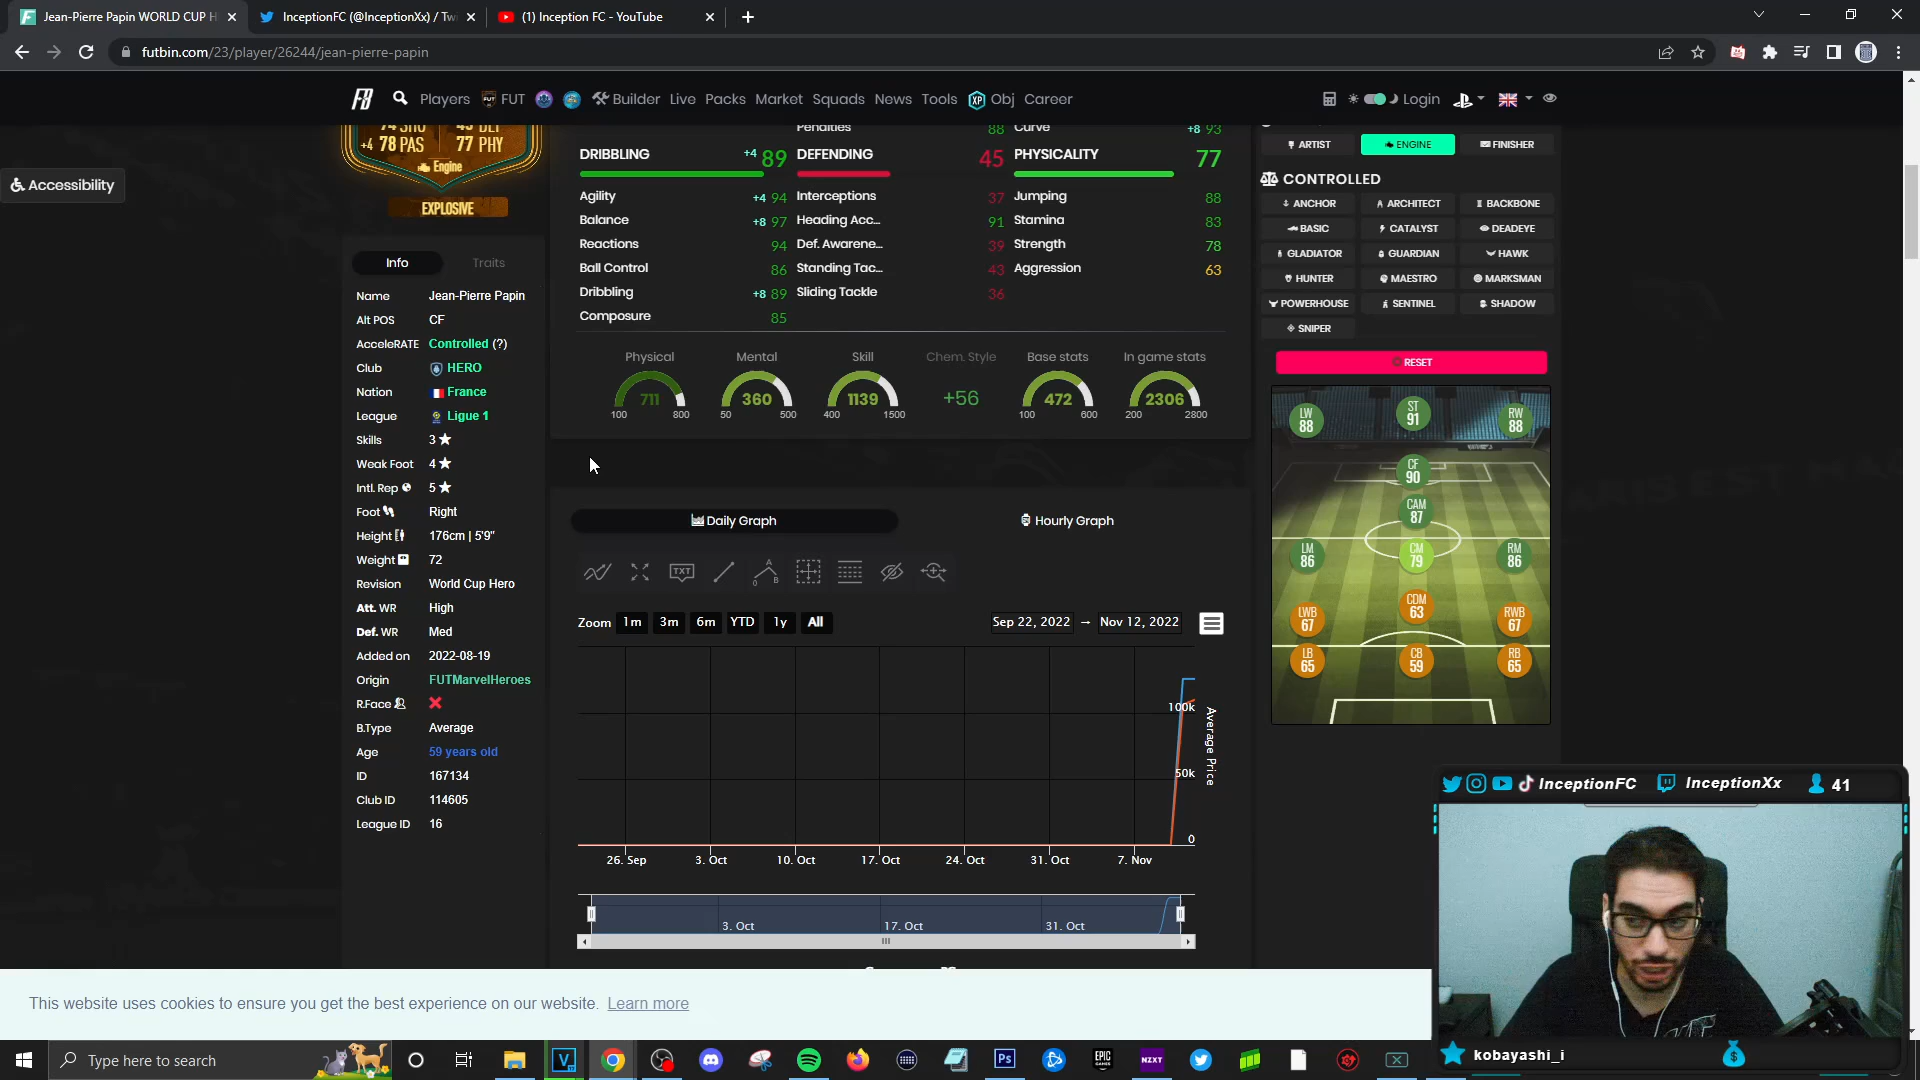 Jean-Pierre Papin WORLD CUP H
InceptionFC (@InceptionXx) / Twi
(1) Inception FC - YouTube
futbin.com/23/player/26244/jean-pierre-papin
Players FUT Builder Live Packs Market Squads News Tools XP Obj Career Login
Accessibility
+4 78 PAS 77 PHY
Engine
EXPLOSIVE
Info Traits
Name Jean-Pierre Papin
Alt POS CF
AcceleRATE Controlled (?)
Club HERO
Nation France
League Ligue 1
Skills 3
Weak Foot 4
Intl. Rep 5
Foot Right
Height 176cm | 5'9"
Weight 72
Revision World Cup Hero
Att. WR High
Def. WR Med
Added on 2022-08-19
Origin FUTMarvelHeroes
R.Face
B.Type Average
Age 59 years old
ID 167134
Club ID 114605
League ID 16
Penalties 88 Curve +8 93
DRIBBLING +4 89 DEFENDING 45 PHYSICALITY 77
Agility +4 94 Interceptions 37 Jumping 88
Balance +8 97 Heading Acc... 91 Stamina 83
Reactions 94 Def. Awarene... 39 Strength 78
Ball Control 86 Standing Tac... 43 Aggression 63
Dribbling +8 89 Sliding Tackle 36
Composure 85
Physical Mental Skill Chem. Style Base stats In game stats
711 360 1139 +56 472 2306
100 800 50 500 400 1500 100 600 200 2800
Daily Graph Hourly Graph
TXT
Zoom 1m 3m 6m YTD 1y All Sep 22, 2022 → Nov 12, 2022
100k
50k
0
Average Price
26. Sep 3. Oct 10. Oct 17. Oct 24. Oct 31. Oct 7. Nov
3. Oct 17. Oct 31. Oct
ARTIST ENGINE FINISHER
CONTROLLED
ANCHOR ARCHITECT BACKBONE
BASIC CATALYST DEADEYE
GLADIATOR GUARDIAN HAWK
HUNTER MAESTRO MARKSMAN
POWERHOUSE SENTINEL SHADOW
SNIPER
RESET
LW 88 ST 91 RW 88
CF 90
CAM 87
LM 86 CM 79 RM 86
LWB 67 CDM 63 RWB 67
LB 65 CB 59 RB 65
InceptionFC InceptionXx 41
kobayashi_i
This website uses cookies to ensure you get the best experience on our website. Learn more
Type here to search